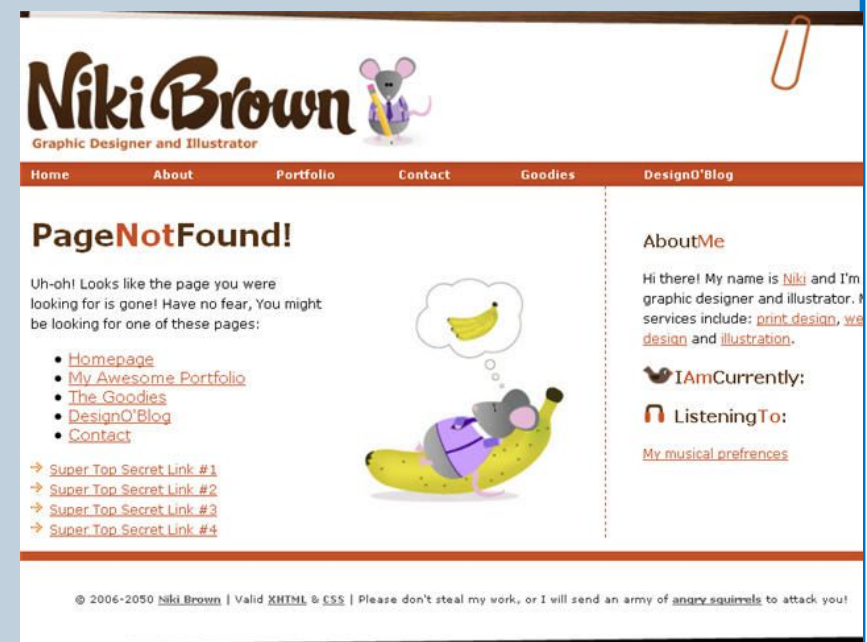 Niki Brown
Graphic Designer and Illustrator
Home About Portfolio Contact Goodies DesignO'Blog
PageNotFound!
Uh-oh! Looks like the page you were
looking for is gone! Have no fear, You might
be looking for one of these pages:
Homepage
My Awesome Portfolio
The Goodies
DesignO'Blog
Contact
Super Top Secret Link #1
Super Top Secret Link #2
Super Top Secret Link #3
Super Top Secret Link #4
AboutMe
Hi there! My name is Niki and I'm
graphic designer and illustrator.
services include: print design,
design and illustration.
IAmCurrently:
ListeningTo:
My musical prefrences
© 2006-2050 Niki Brown | Valid XHTML & CSS | Please don't steal my work, or I will send an army of angry squirrels to attack you!